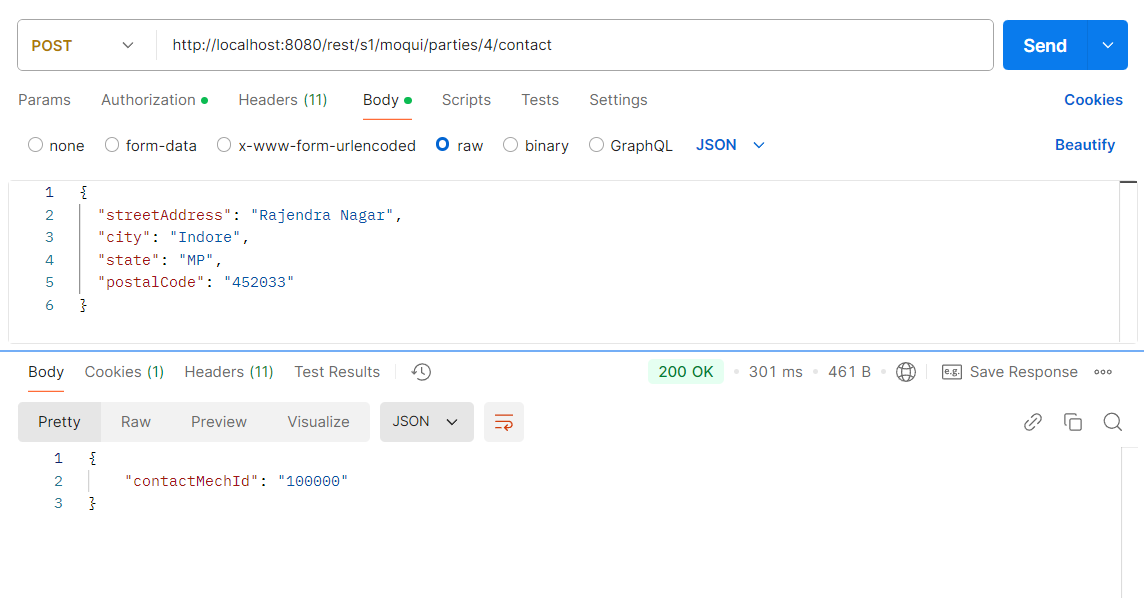 POST http://localhost:8080/rest/s1/moqui/parties/4/contact Send
Params Authorization Headers (11) Body Scripts Tests Settings Cookies
none form-data x-www-form-urlencoded raw binary GraphQL JSON Beautify
1 {
2 "streetAddress": "Rajendra Nagar",
3 "city": "Indore",
4 "state": "MP",
5 "postalCode": "452033"
6 }
Body Cookies (1) Headers (11) Test Results 200 OK 301 ms 461 B e.g. Save Response
Pretty Raw Preview Visualize JSON
1 {
2 "contactMechId": "100000"
3 }